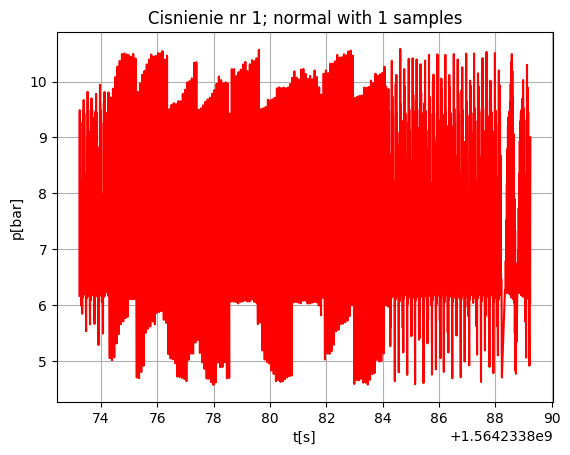 Cisnienie nr 1; normal with 1 samples
p[bar]
10
9
8
7
6
5
74 76 78 80 82 84 86 88 90
t[s]
+1.5642338e9